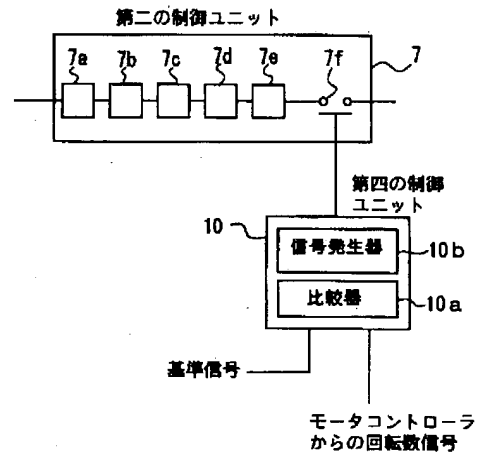 第二の制御ユニット
7a
7b
7c
7d
7e
7f
7
第四の制御
ユニット
10
信号発生器
10b
比較器
10a
基準信号
モータコントローラ
からの回転数信号